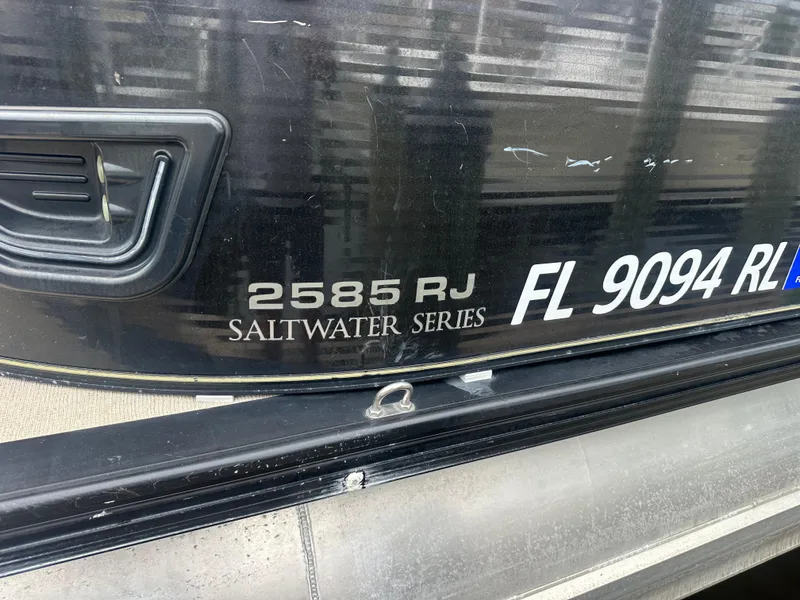 2585 RJ
SALTWATER SERIES
FL 9094 RL